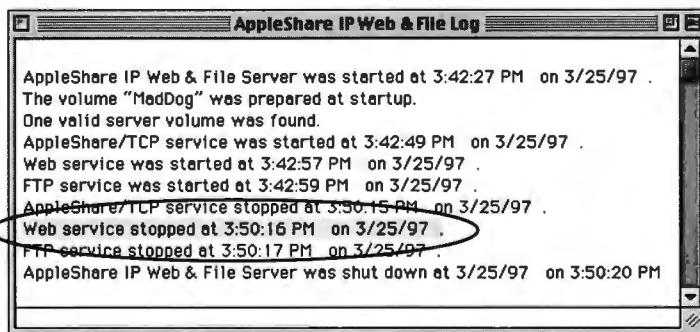 AppleShare IP Web & File Log
AppleShare IP Web & File Server was started at 3:42:27 PM on 3/25/97 .
The volume "MadDog" was prepared at startup.
One valid server volume was found.
AppleShare/TCP service was started at 3:42:49 PM on 3/25/97 .
Web service was started at 3:42:57 PM on 3/25/97 .
FTP service was started at 3:42:59 PM on 3/25/97 .
AppleShare/TCP service stopped at 3:50:15 PM on 3/25/97 .
Web service stopped at 3:50:16 PM on 3/25/97 .
FTP service stopped at 3:50:17 PM on 3/25/97 .
AppleShare IP Web & File Server was shut down at 3/25/97 on 3:50:20 PM